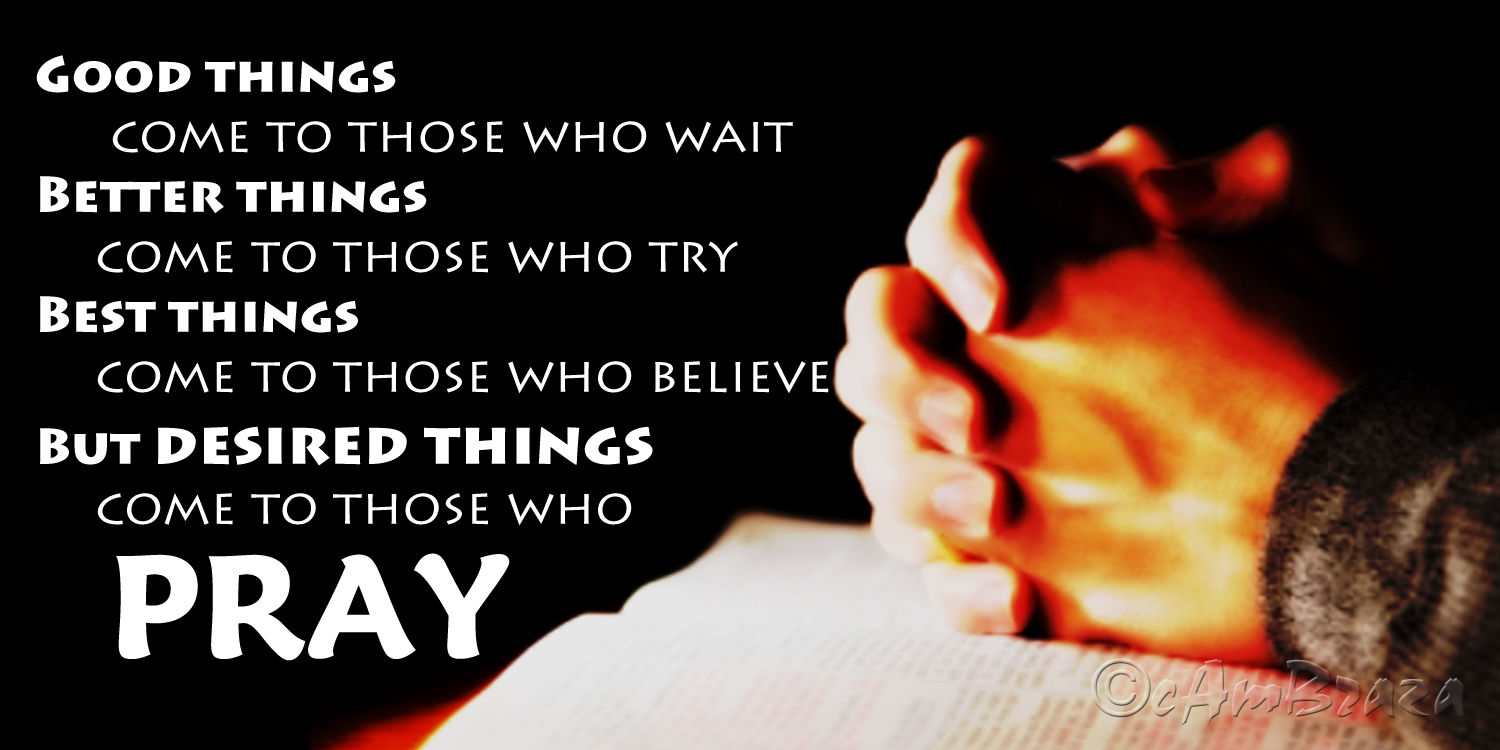 Good things
come to those who wait
Better things
come to those who try
Best things
come to those who believe
But desired things
come to those who
PRAY
©cAmBraza